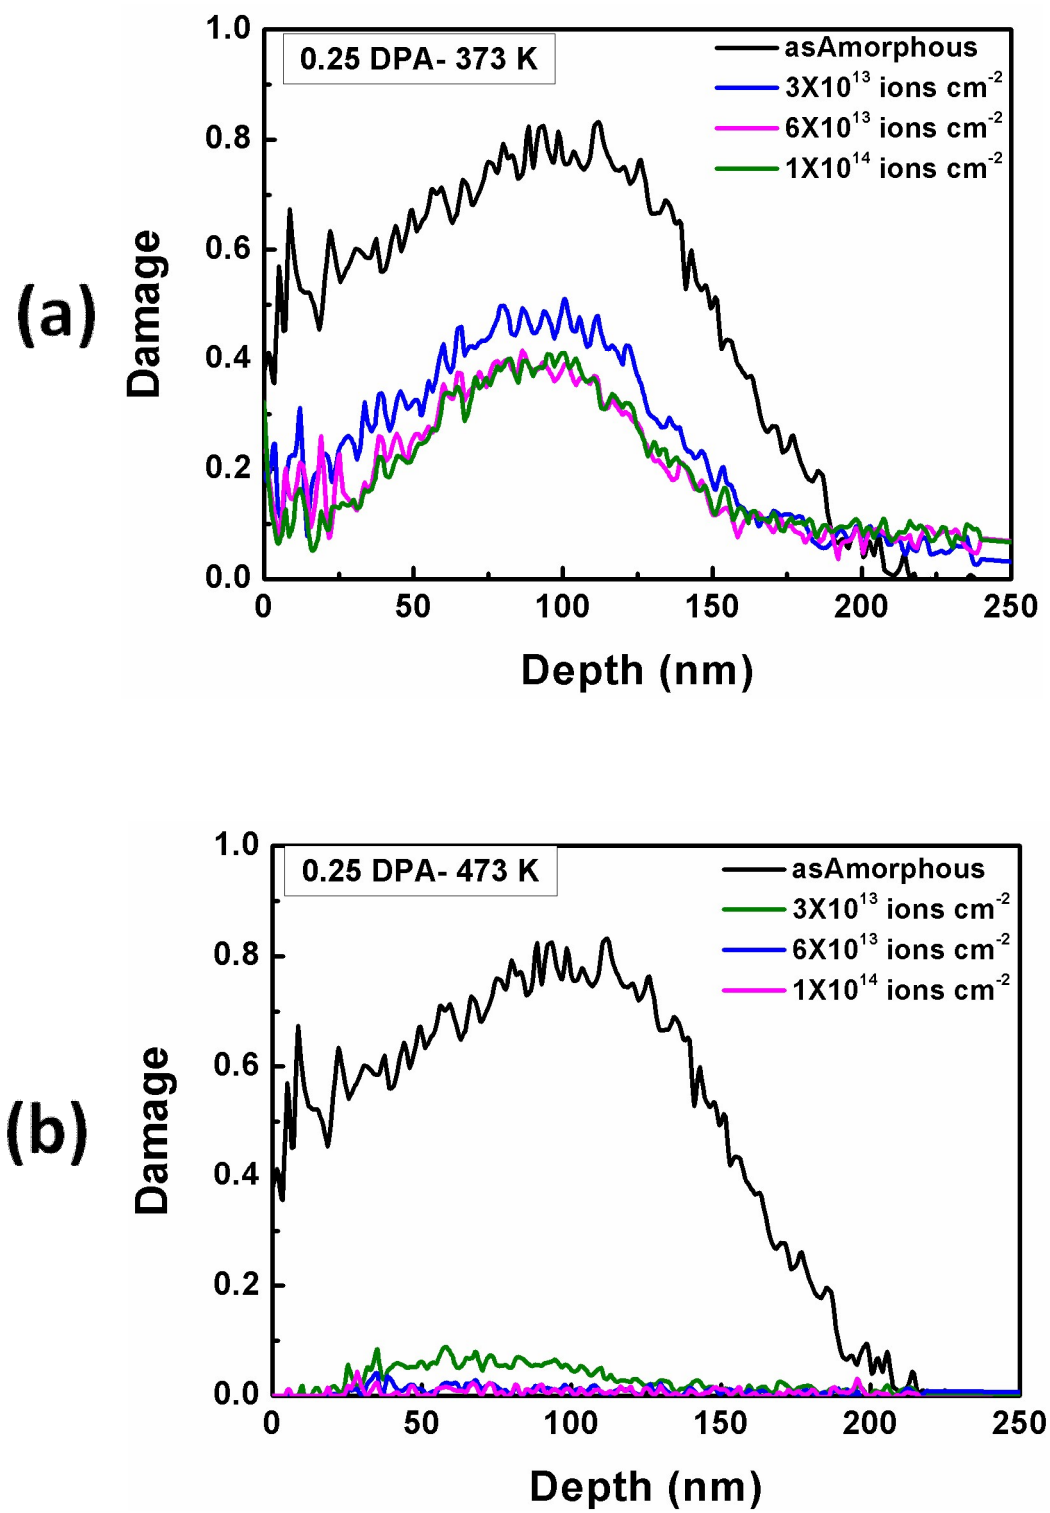 (a)
0.25 DPA- 373 K
asAmorphous
3X10¹³ ions cm⁻²
6X10¹³ ions cm⁻²
1X10¹⁴ ions cm⁻²
Damage
1.0
0.8
0.6
0.4
0.2
0.0
0 50 100 150 200 250
Depth (nm)
(b)
0.25 DPA- 473 K
asAmorphous
3X10¹³ ions cm⁻²
6X10¹³ ions cm⁻²
1X10¹⁴ ions cm⁻²
Damage
1.0
0.8
0.6
0.4
0.2
0.0
0 50 100 150 200 250
Depth (nm)